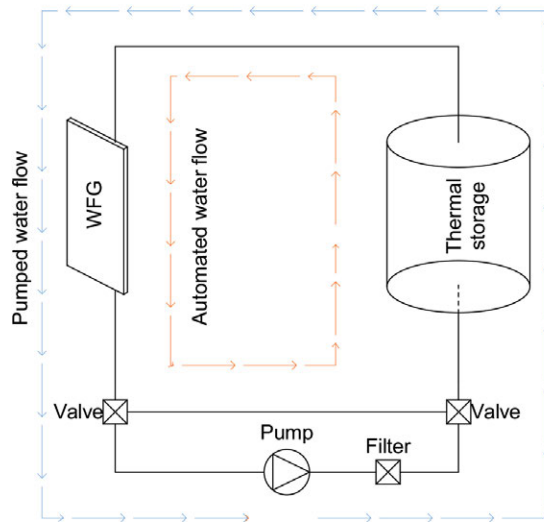 Pumped water flow
WFG
Automated water flow
Thermal
storage
Valve
Valve
Pump
Filter